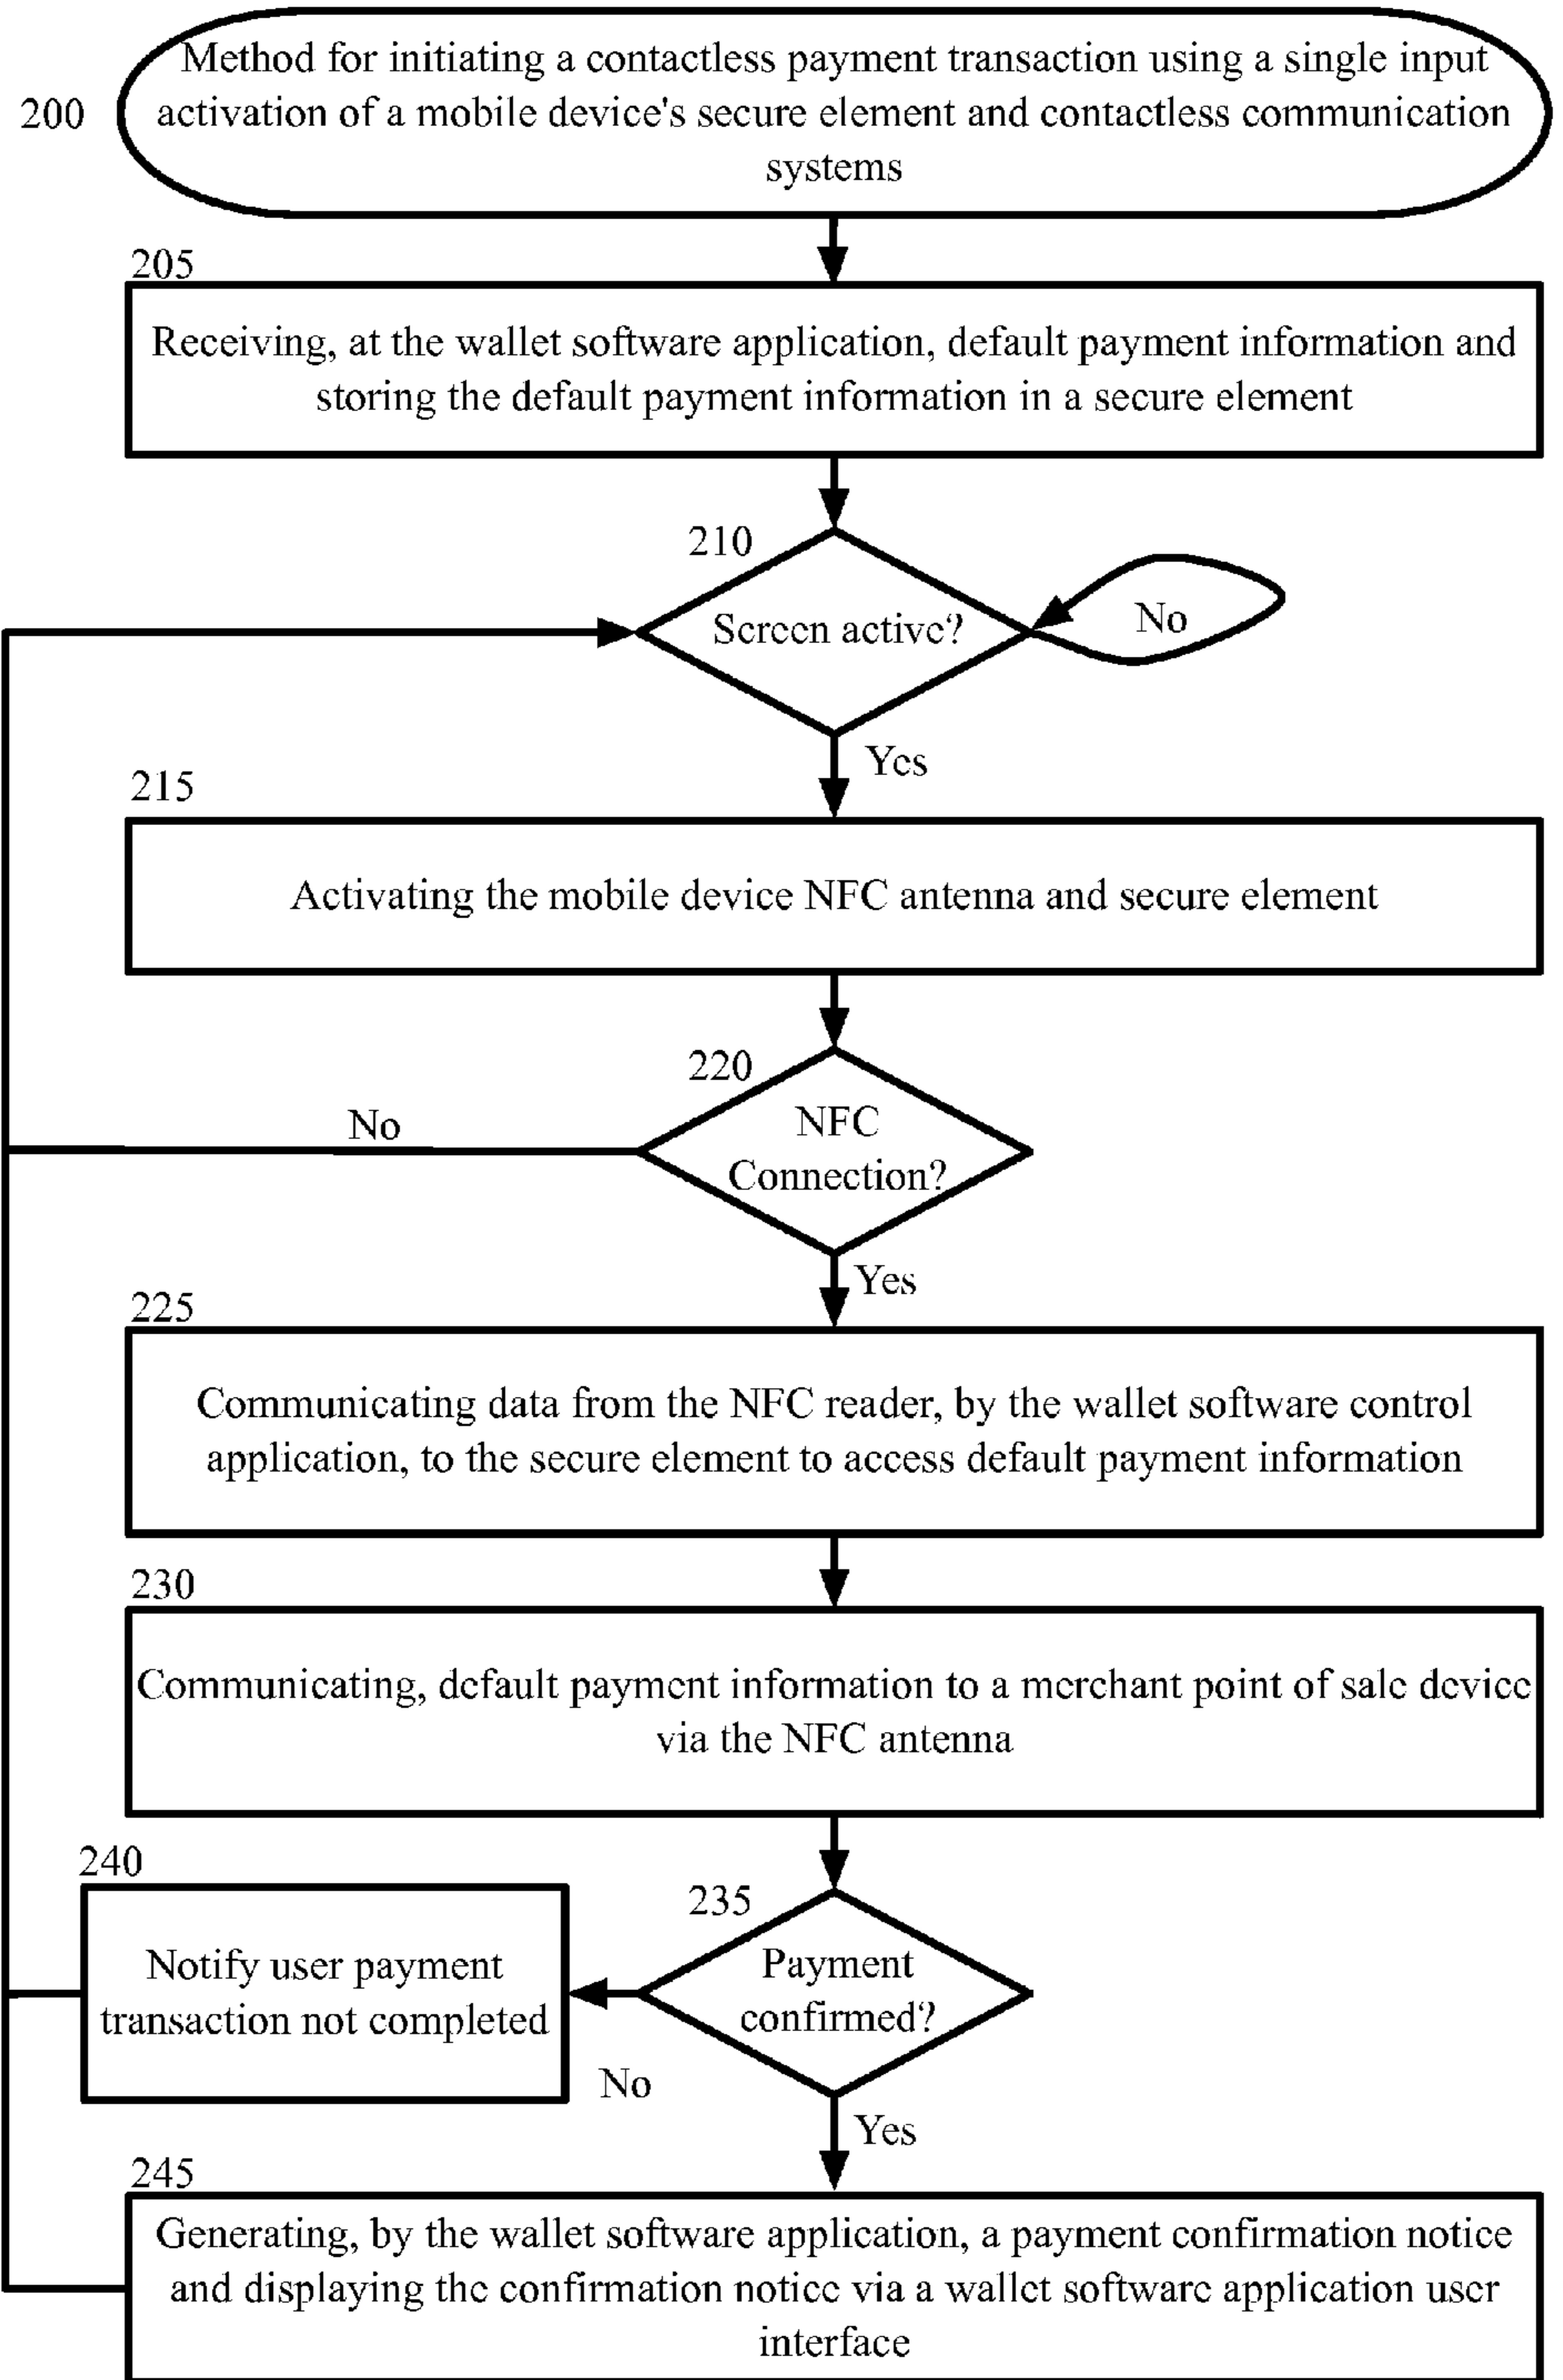 Method for initiating a contactless payment transaction using a single input
200
activation of a mobile device's secure element and contactless communication
systems
205
Receiving, at the wallet software application, default payment information and
storing the default payment information in a secure element
210
Screen active?
No
Yes
215
Activating the mobile device NFC antenna and secure element
220
No
NFC
Connection?
Yes
225
Communicating data from the NFC reader, by the wallet software control
application, to the secure element to access default payment information
230
Communicating, default payment information to a merchant point of sale device
via the NFC antenna
240
235
Notify user payment
transaction not completed
Payment
confirmed?
No
Yes
245
Generating, by the wallet software application, a payment confirmation notice
and displaying the confirmation notice via a wallet software application user
interface